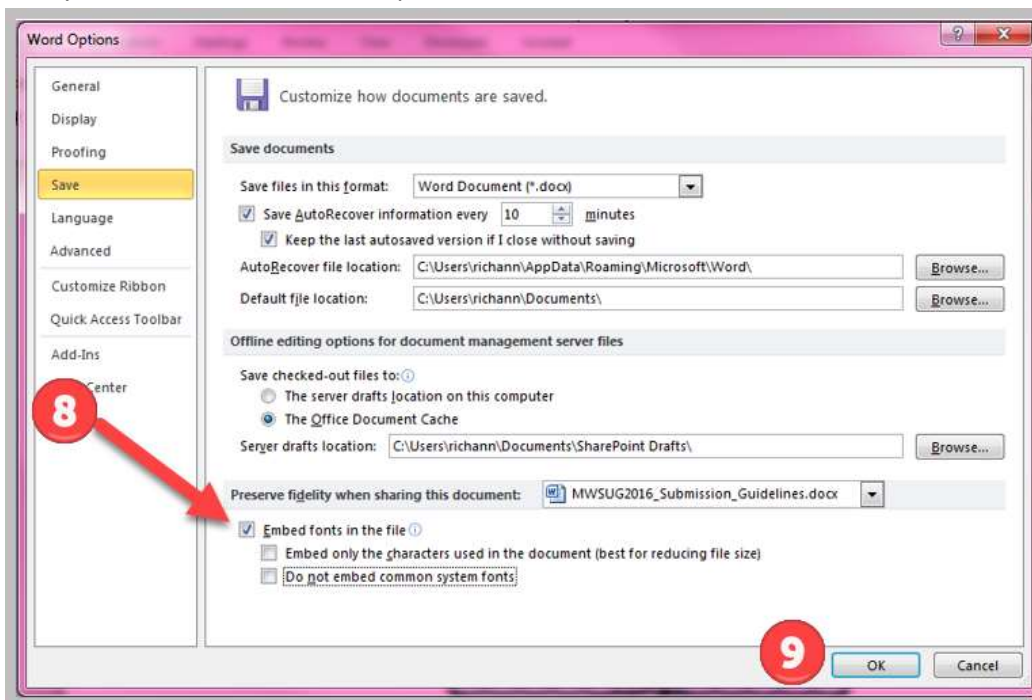 Word Options
General
Display
Proofing
Save
Language
Advanced
Customize Ribbon
Quick Access Toolbar
Add-Ins
Center
Customize how documents are saved.
Save documents
Save files in this format: Word Document (*.docx)
Save AutoRecover information every 10 minutes
Keep the last autosaved version if I close without saving
AutoRecover file location: C:\Users\richann\AppData\Roaming\Microsoft\Word\ Browse...
Default file location: C:\Users\richann\Documents\ Browse...
Offline editing options for document management server files
Save checked-out files to:
The server drafts location on this computer
The Office Document Cache
Server drafts location: C:\Users\richann\Documents\SharePoint Drafts\ Browse...
Preserve fidelity when sharing this document: MWSUG2016_Submission_Guidelines.docx
8
Embed fonts in the file
Embed only the characters used in the document (best for reducing file size)
Do not embed common system fonts
9
OK Cancel